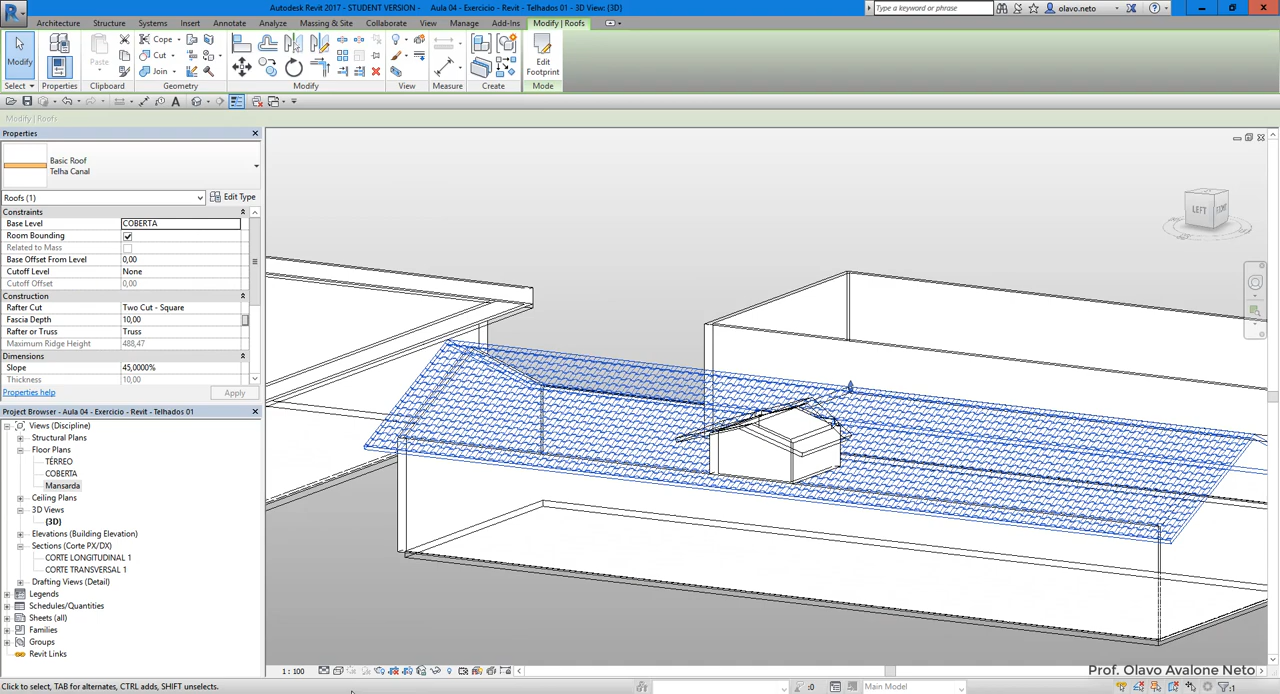 Autodesk Revit 2017 - STUDENT VERSION - Aula 04 - Exercicio - Revit - Telhados 01 - 3D View: {3D}
Type a keyword or phrase
olavo.neto
Architecture Structure Systems Insert Annotate Analyze Massing & Site Collaborate View Manage Add-Ins Modify | Roofs
Modify
Paste
Cope
Cut
Join
Edit
Footprint
Select Properties Clipboard Geometry Modify View Measure Create Mode
Modify | Roofs
Properties
Basic Roof
Telha Canal
Roofs (1)
Edit Type
Constraints
Base Level COBERTA
Room Bounding
Related to Mass
Base Offset From Level 0,00
Cutoff Level None
Cutoff Offset 0,00
Construction
Rafter Cut Two Cut - Square
Fascia Depth 10,00
Rafter or Truss Truss
Maximum Ridge Height 488,47
Dimensions
Slope 45,0000%
Thickness 10,00
Properties help
Apply
Project Browser - Aula 04 - Exercicio - Revit - Telhados 01
Views (Discipline)
Structural Plans
Floor Plans
TÉRREO
COBERTA
Mansarda
Ceiling Plans
3D Views
{3D}
Elevations (Building Elevation)
Sections (Corte PX/DX)
CORTE LONGITUDINAL 1
CORTE TRANSVERSAL 1
Drafting Views (Detail)
Legends
Schedules/Quantities
Sheets (all)
Families
Groups
Revit Links
LEFT
1 : 100
Prof. Olavo Avalone Neto
Click to select, TAB for alternates, CTRL adds, SHIFT unselects.
:0
Main Model
:1